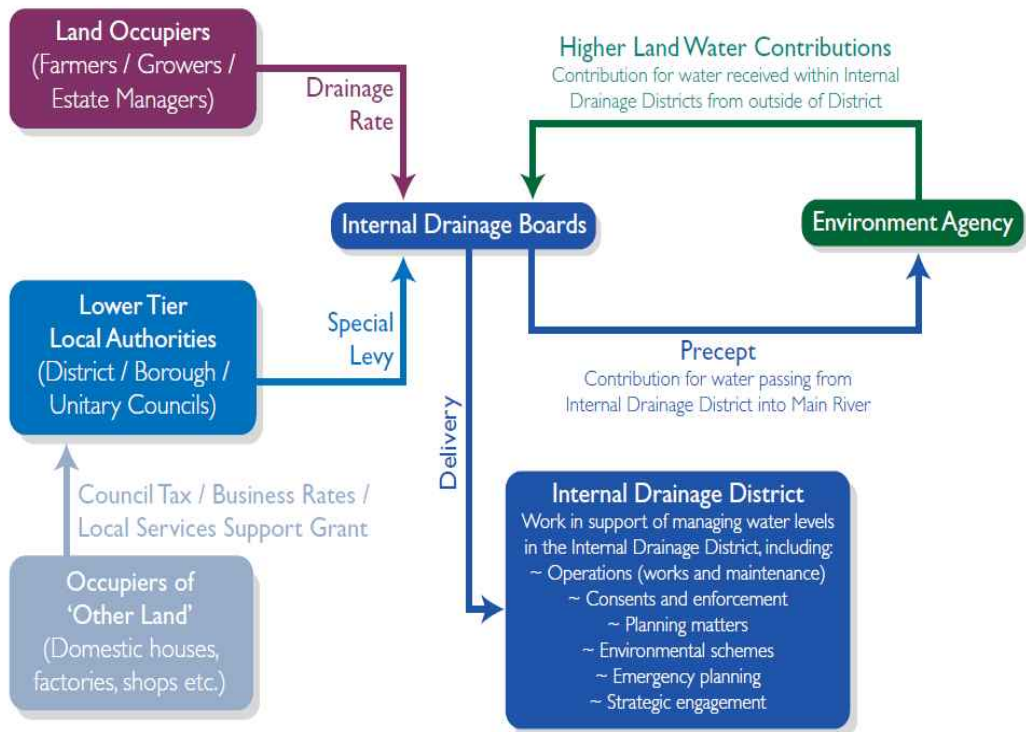 Land Occupiers
(Farmers / Growers /
Estate Managers)
Drainage
Rate
Higher Land Water Contributions
Contribution for water received within Internal
Drainage Districts from outside of District
Internal Drainage Boards
Environment Agency
Lower Tier
Local Authorities
(District / Borough /
Unitary Councils)
Special
Levy
Precept
Contribution for water passing from
Internal Drainage District into Main River
Delivery
Council Tax / Business Rates /
Local Services Support Grant
Occupiers of
‘Other Land’
(Domestic houses,
factories, shops etc.)
Internal Drainage District
Work in support of managing water levels
in the Internal Drainage District, including:
~ Operations (works and maintenance)
~ Consents and enforcement
~ Planning matters
~ Environmental schemes
~ Emergency planning
~ Strategic engagement